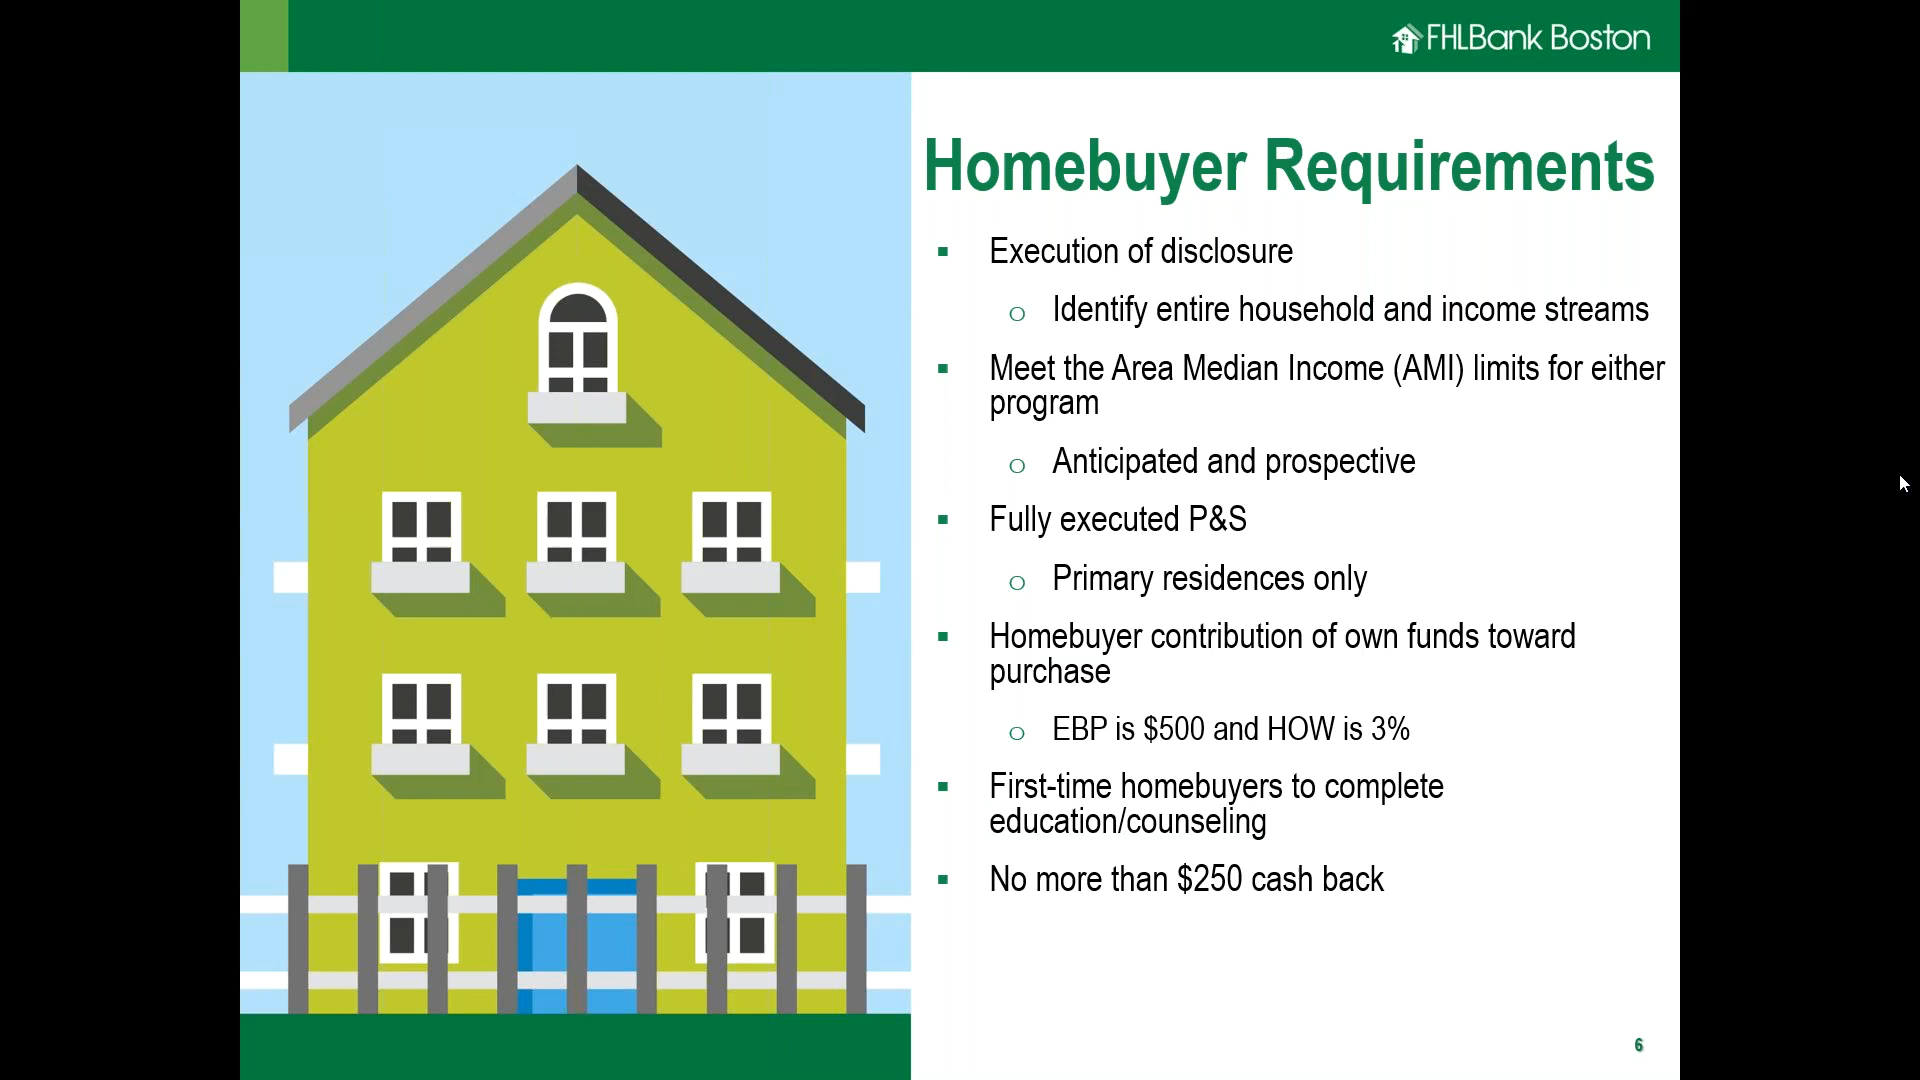 FHLBank Boston
Homebuyer Requirements
▪ Execution of disclosure
o Identify entire household and income streams
▪ Meet the Area Median Income (AMI) limits for either
program
o Anticipated and prospective
▪ Fully executed P&S
o Primary residences only
▪ Homebuyer contribution of own funds toward
purchase
o EBP is $500 and HOW is 3%
▪ First-time homebuyers to complete
education/counseling
▪ No more than $250 cash back
6